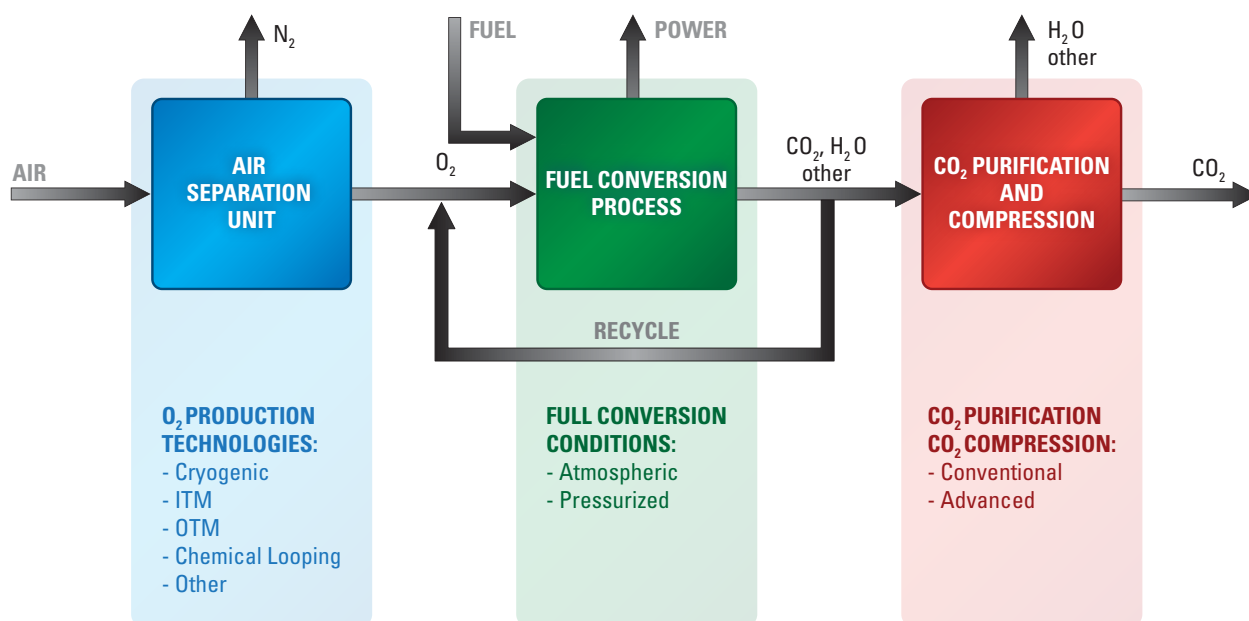 N₂
FUEL
POWER
H₂O
other
AIR
AIR
SEPARATION
UNIT
O₂
FUEL CONVERSION
PROCESS
CO₂, H₂O
other
CO₂ PURIFICATION
AND
COMPRESSION
CO₂
RECYCLE
O₂ PRODUCTION
TECHNOLOGIES:
- Cryogenic
- ITM
- OTM
- Chemical Looping
- Other
FULL CONVERSION
CONDITIONS:
- Atmospheric
- Pressurized
CO₂ PURIFICATION
CO₂ COMPRESSION:
- Conventional
- Advanced